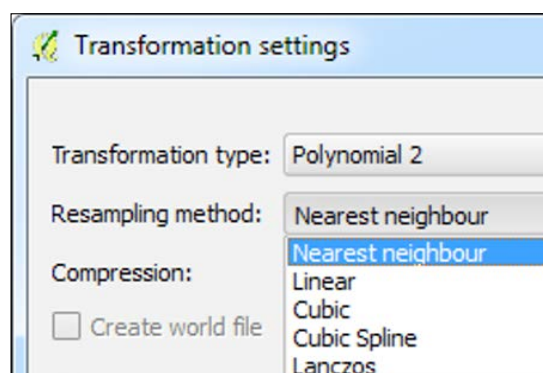 Transformation settings
Transformation type: Polynomial 2
Resampling method: Nearest neighbour
Nearest neighbour
Linear
Compression:
Cubic
Create world file
Cubic Spline
Lanczos